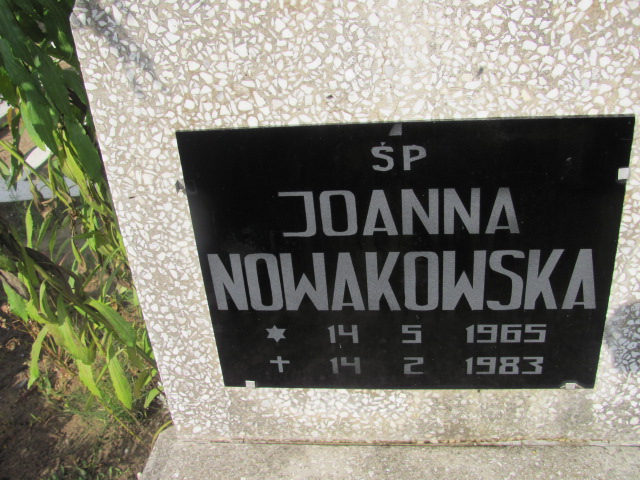 ŚP
JOANNA
NOWAKOWSKA
✶ 14 5 1965
✝ 14 2 1983